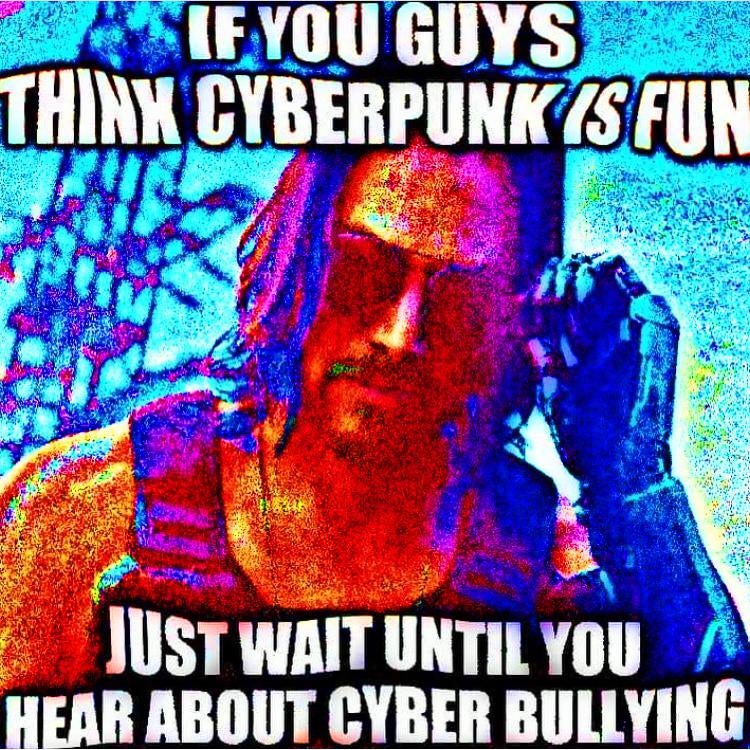 IF YOU GUYS
THINK CYBERPUNK IS FUN
JUST WAIT UNTIL YOU
HEAR ABOUT CYBER BULLYING